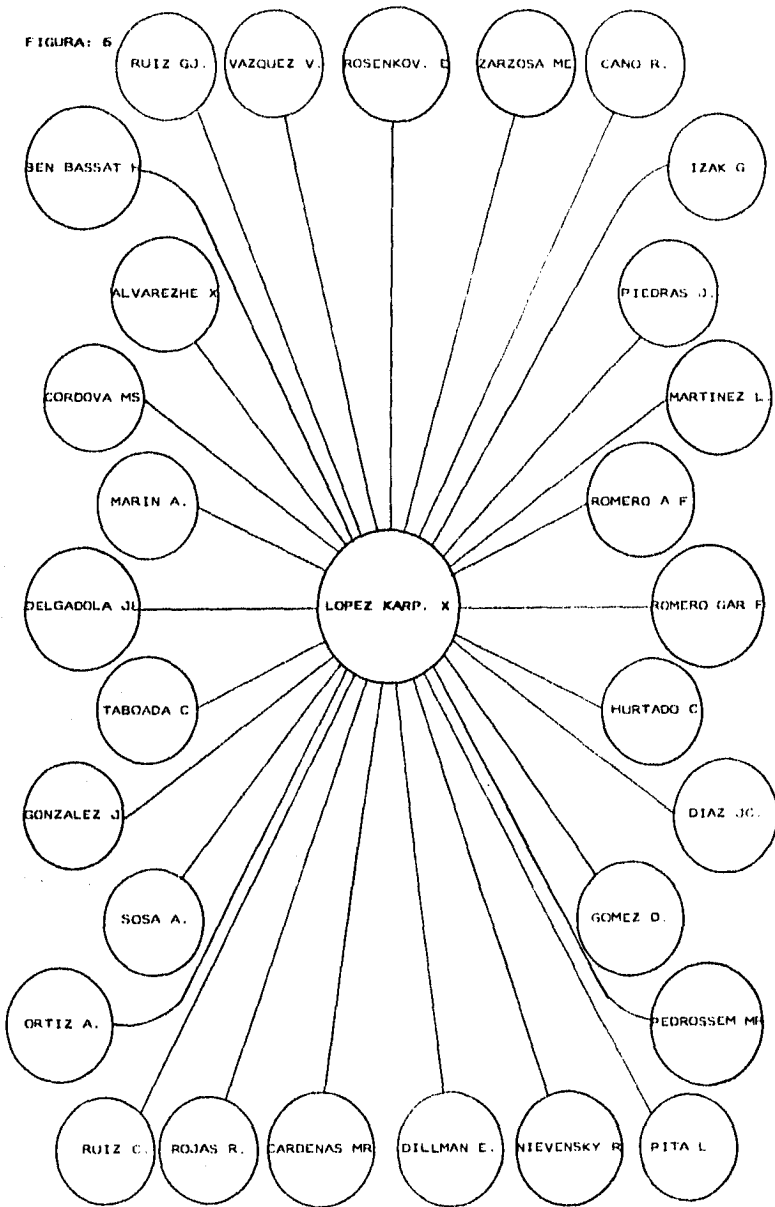 FIGURA: 6
RUIZ GJ.
VAZQUEZ V.
ROSENKOV. E
ZARZOSA ME
CANO R.
BEN BASSAT H
IZAK G
ALVAREZHE X
PIEDRAS J.
CORDOVA MS
MARTINEZ L.
MARIN A.
ROMERO A F
DELGADOLA JL
LOPEZ KARP. X
ROMERO GAR F
TABOADA C
HURTADO C
GONZALEZ J
DIAZ JC.
SOSA A.
GOMEZ D.
ORTIZ A.
PEDROSSEM MR
RUIZ C.
ROJAS R.
CARDENAS MR
DILLMAN E.
NIEVENSKY R
PITA L